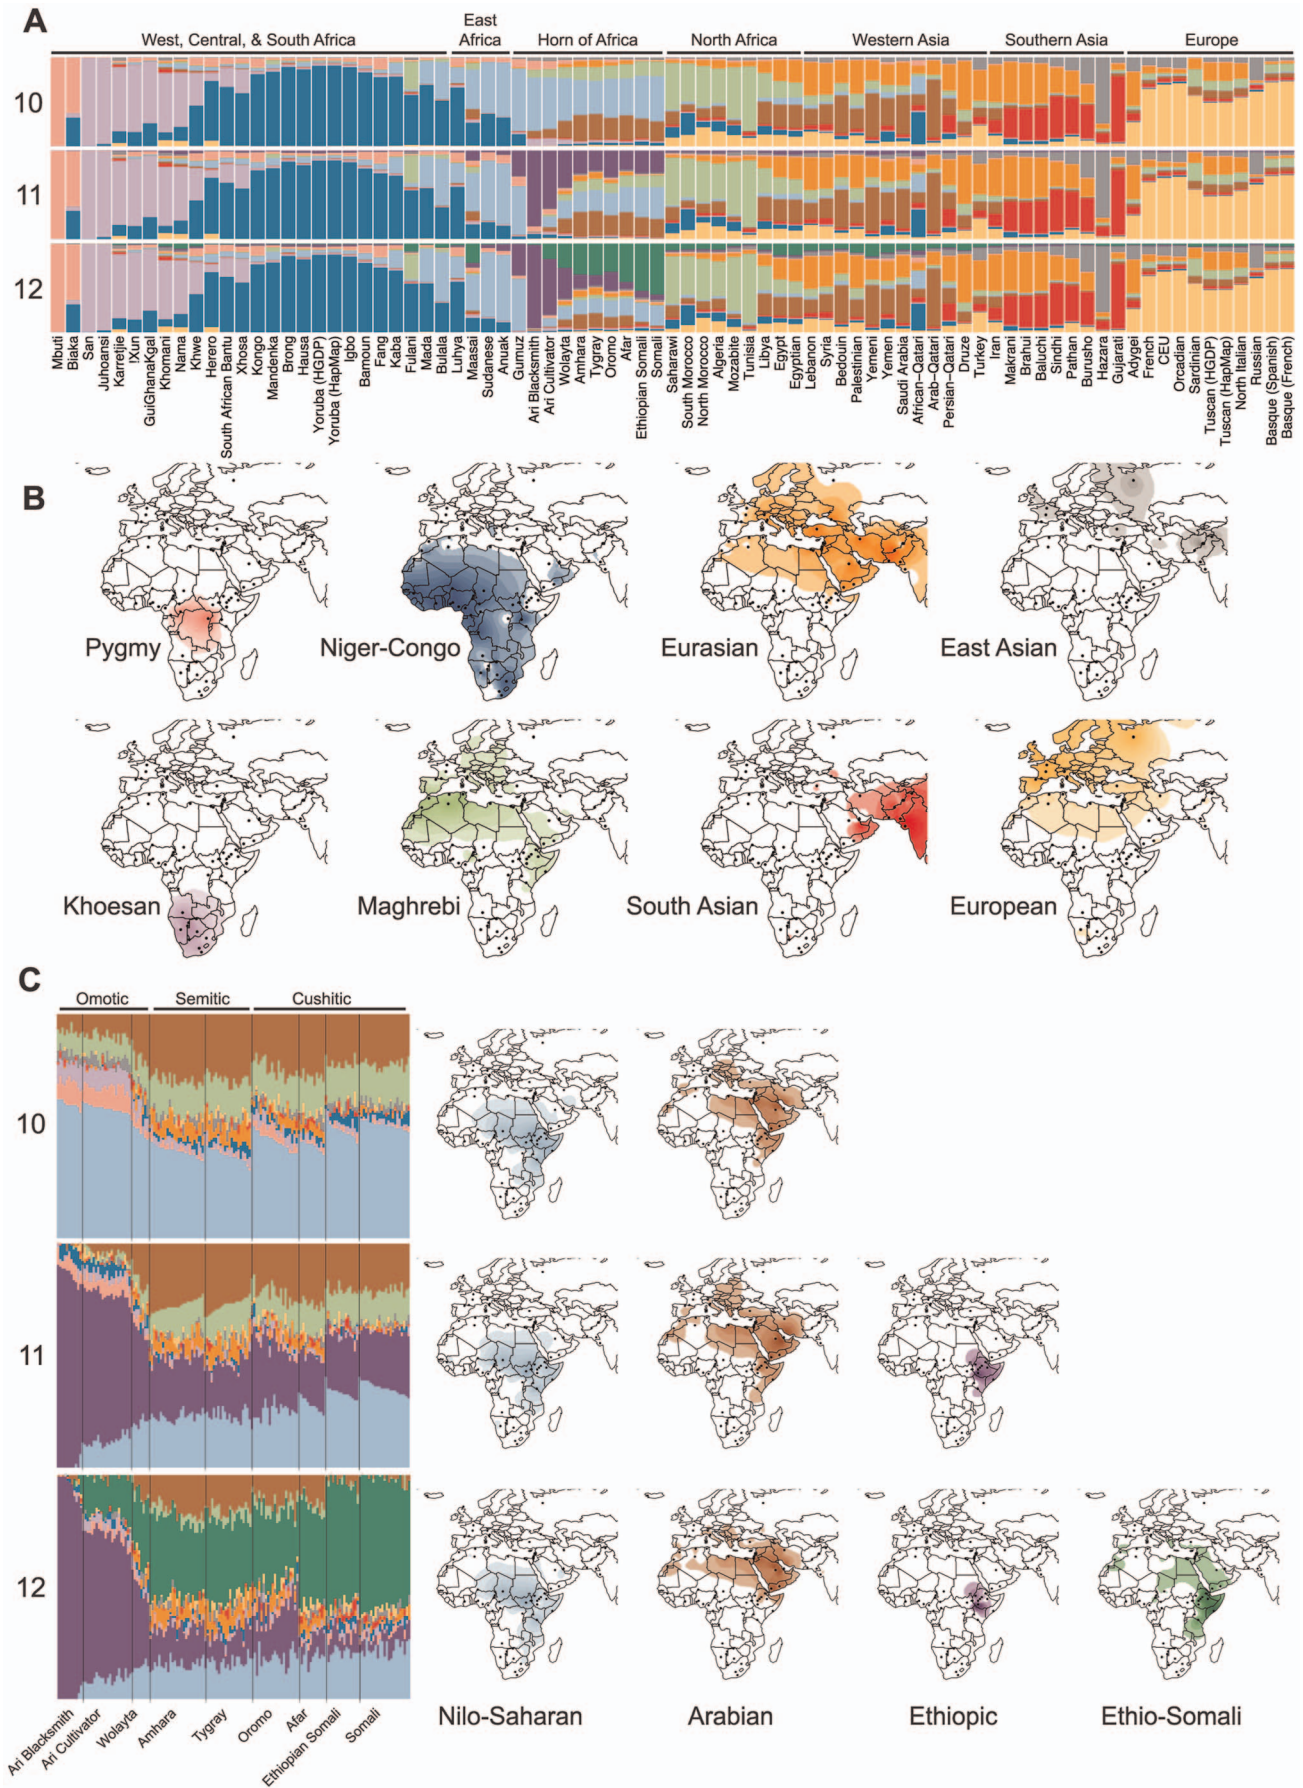 A
West, Central, & South Africa
East
Africa
Horn of Africa
North Africa
Western Asia
Southern Asia
Europe
10
11
12
Mbuti
Biaka
San
Juhoansi
Karretjie
!Xun
GuiGhanaKgal
Khomani
Nama
Khwe
Herero
South African Bantu
Xhosa
Kongo
Mandenka
Brong
Hausa
Yoruba (HGDP)
Yoruba (HapMap)
Igbo
Bamoun
Fang
Kaba
Fulani
Mada
Bulala
Luhya
Maasai
Sudanese
Anuak
Gumuz
Ari Blacksmith
Ari Cultivator
Wolayta
Amhara
Tygray
Oromo
Afar
Ethiopian Somali
Somali
Saharawi
South Morocco
North Morocco
Algeria
Mozabite
Tunisia
Libya
Egypt
Egyptian
Lebanon
Syria
Bedouin
Palestinian
Yemeni
Yemen
Saudi Arabia
African-Qatari
Arab-Qatari
Persian-Qatari
Druze
Turkey
Iran
Makrani
Brahui
Baluchi
Sindhi
Pathan
Burusho
Hazara
Gujarati
Adygei
French
CEU
Orcadian
Sardinian
Tuscan (HGDP)
Tuscan (HapMap)
North Italian
Russian
Basque (Spanish)
Basque (French)
B
Pygmy
Niger-Congo
Eurasian
East Asian
Khoesan
Maghrebi
South Asian
European
C
Omotic
Semitic
Cushitic
10
11
12
Ari Blacksmith
Ari Cultivator
Wolayta
Amhara
Tygray
Oromo
Afar
Ethiopian Somali
Somali
Nilo-Saharan
Arabian
Ethiopic
Ethio-Somali